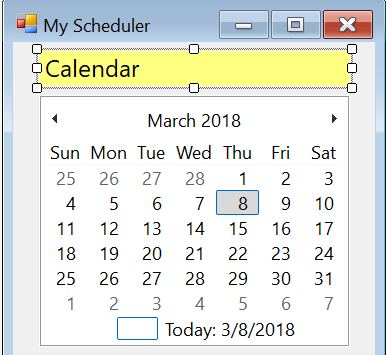 My Scheduler
Calendar
March 2018
Sun Mon Tue Wed Thu Fri Sat
25 26 27 28 1 2 3
4 5 6 7 8 9 10
11 12 13 14 15 16 17
18 19 20 21 22 23 24
25 26 27 28 29 30 31
1 2 3 4 5 6 7
Today: 3/8/2018